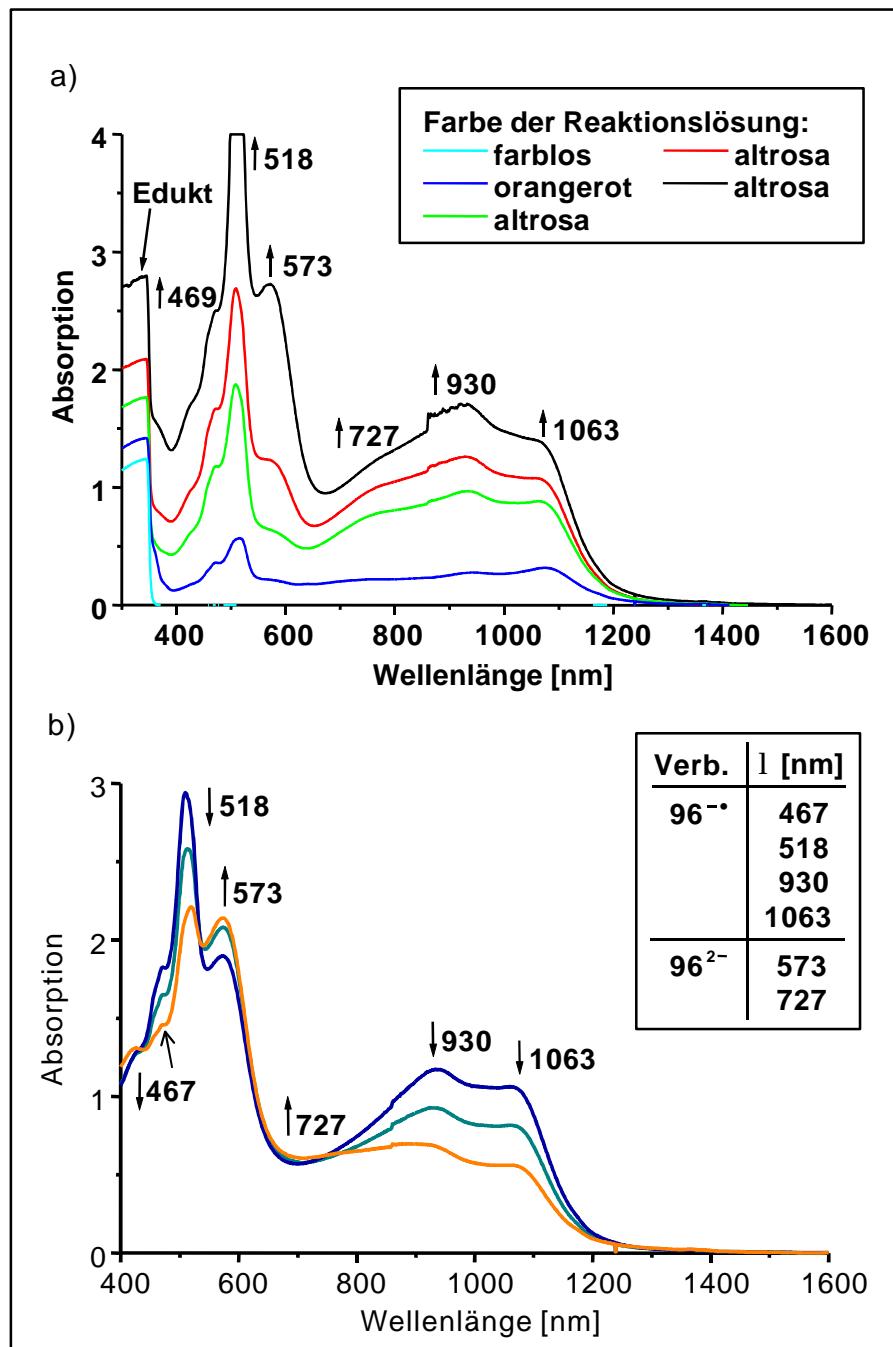 a)
Farbe der Reaktionslösung:
farblos altrosa
orangerot altrosa
altrosa
Edukt
518
573
469
727
930
1063
Absorption
4
3
2
1
0
400 600 800 1000 1200 1400 1600
Wellenlänge [nm]
b)
Verb. l [nm]
96⁻• 467
518
930
1063
96²⁻ 573
727
518
573
467
727
930
1063
Absorption
3
2
1
0
400 600 800 1000 1200 1400 1600
Wellenlänge [nm]